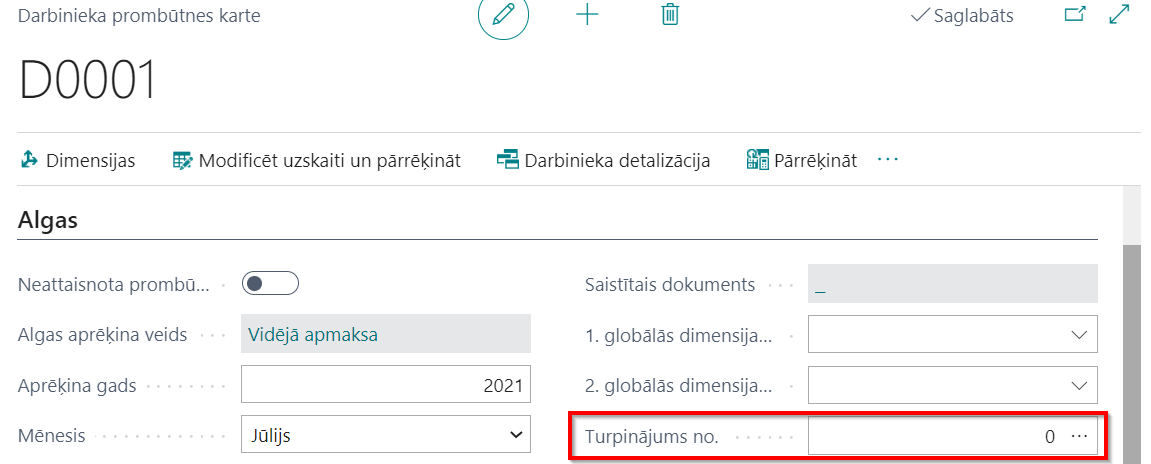 Darbinieka prombūtnes karte
Saglabāts
D0001
Dimensijas
Modificēt uzskaiti un pārrēķināt
Darbinieka detalizācija
Pārrēķināt
Algas
Neattaisnota prombū...
Saistītais dokuments
_
Algas aprēķina veids
Vidējā apmaksa
1. globālās dimensija...
Aprēķina gads
2021
2. globālās dimensija...
Mēnesis
Jūlijs
Turpinājums no.
0